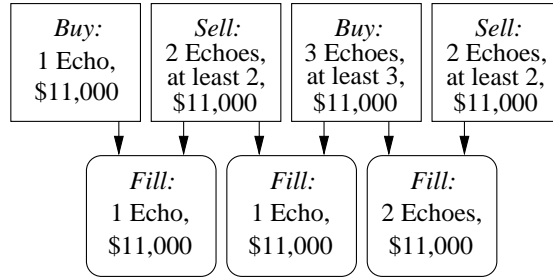 Buy:
1 Echo,
$11,000
Sell:
2 Echoes,
at least 2,
$11,000
Buy:
3 Echoes,
at least 3,
$11,000
Sell:
2 Echoes,
at least 2,
$11,000
Fill:
1 Echo,
$11,000
Fill:
1 Echo,
$11,000
Fill:
2 Echoes,
$11,000